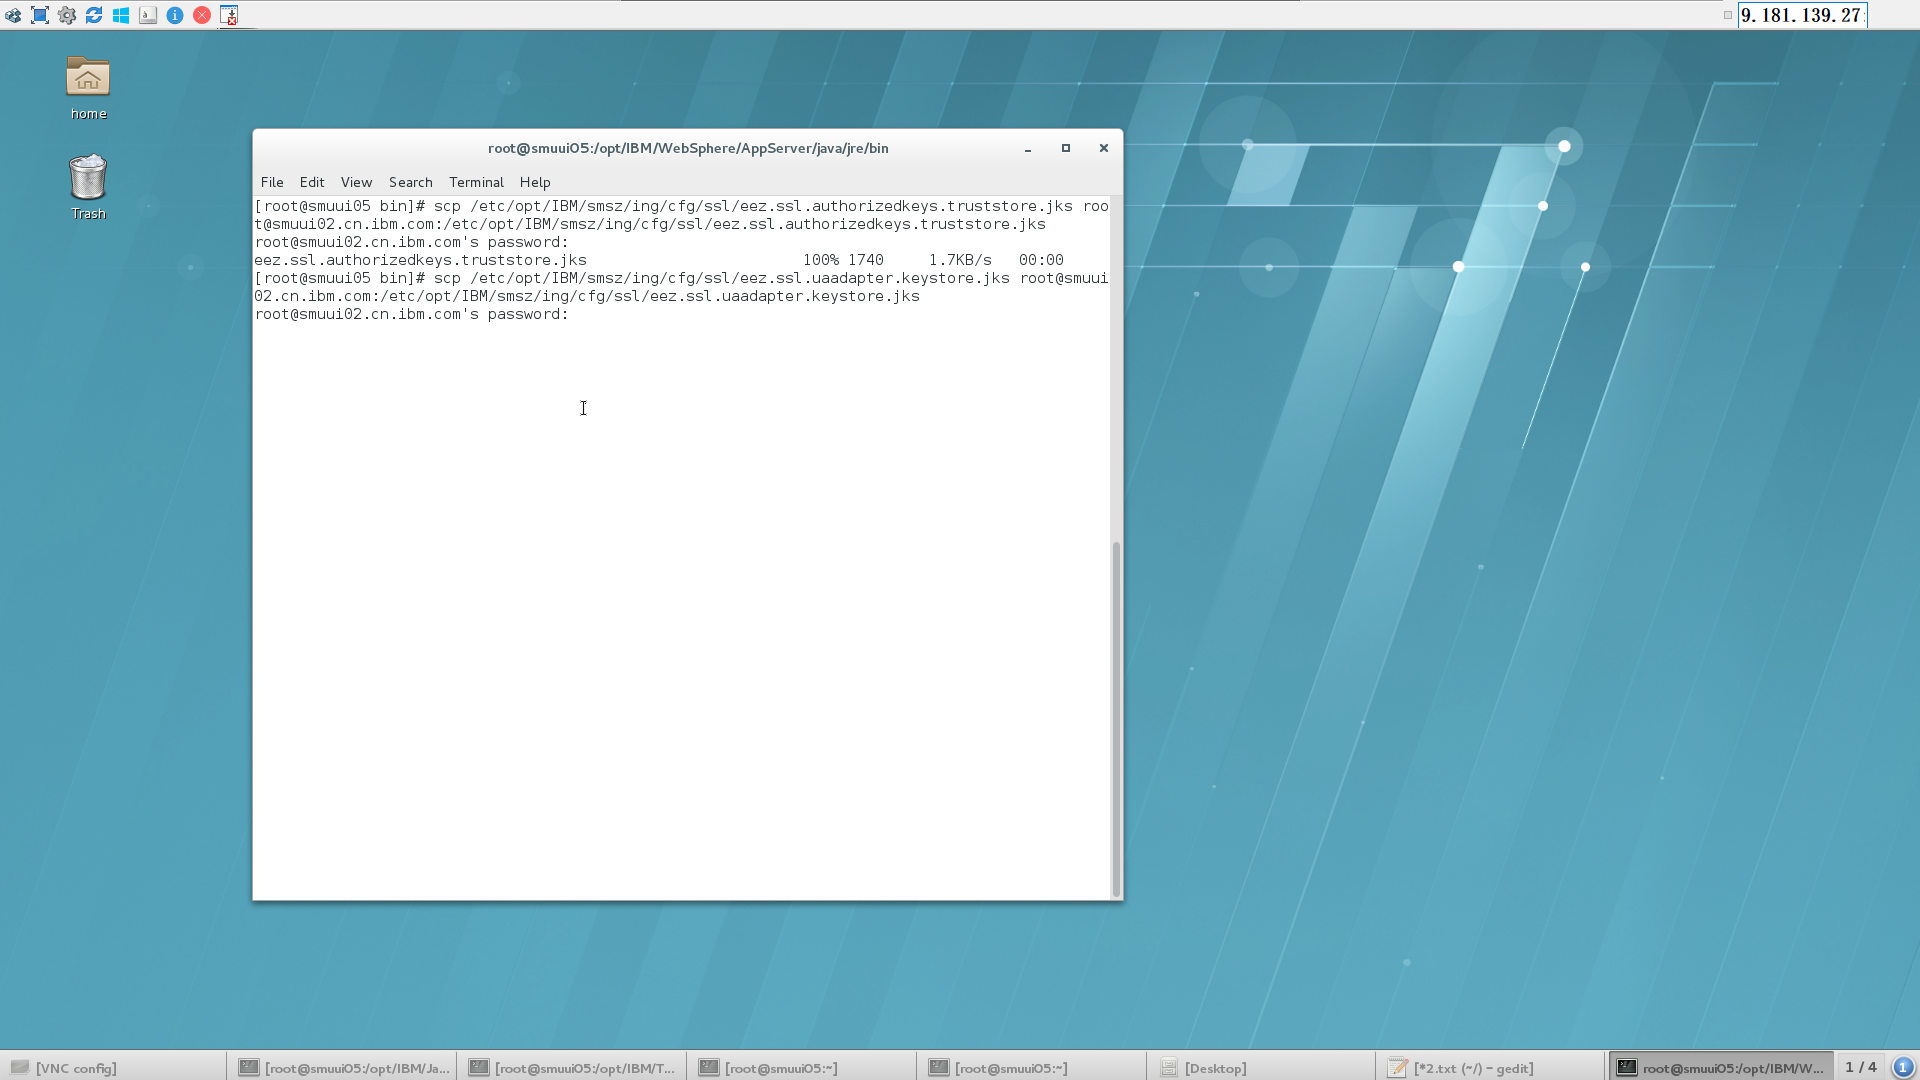 9.181.139.27:
home
Trash
root@smuui05:/opt/IBM/WebSphere/AppServer/java/jre/bin
File Edit View Search Terminal Help
[root@smuui05 bin]# scp /etc/opt/IBM/smsz/ing/cfg/ssl/eez.ssl.authorizedkeys.truststore.jks roo
t@smuui02.cn.ibm.com:/etc/opt/IBM/smsz/ing/cfg/ssl/eez.ssl.authorizedkeys.truststore.jks
root@smuui02.cn.ibm.com's password:
eez.ssl.authorizedkeys.truststore.jks 100% 1740 1.7KB/s 00:00
[root@smuui05 bin]# scp /etc/opt/IBM/smsz/ing/cfg/ssl/eez.ssl.uaadapter.keystore.jks root@smuui
02.cn.ibm.com:/etc/opt/IBM/smsz/ing/cfg/ssl/eez.ssl.uaadapter.keystore.jks
root@smuui02.cn.ibm.com's password:
[VNC config] [root@smuui05:/opt/IBM/Ja... [root@smuui05:/opt/IBM/T... [root@smuui05:~] [root@smuui05:~] [Desktop] [*2.txt (~/) - gedit] root@smuui05:/opt/IBM/W... 1 / 4 1